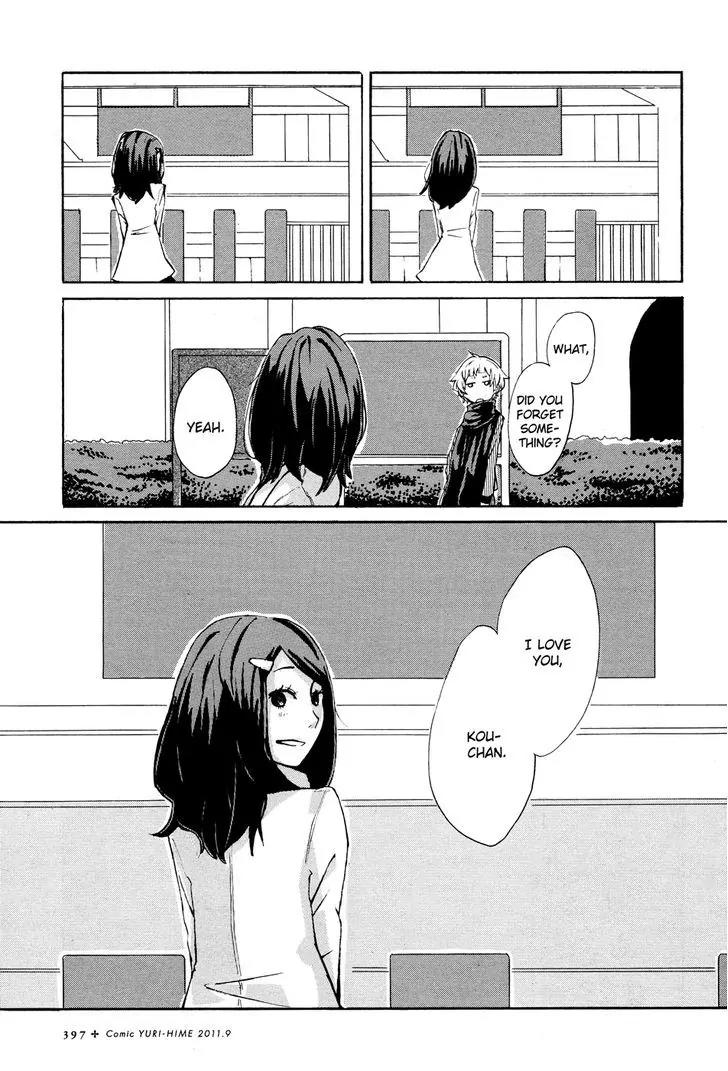 WHAT,
DID YOU
FORGET
SOME-
THING?
YEAH.
I LOVE
YOU,
KOU-
CHAN.
397 + Comic YURI-HIME 2011.9